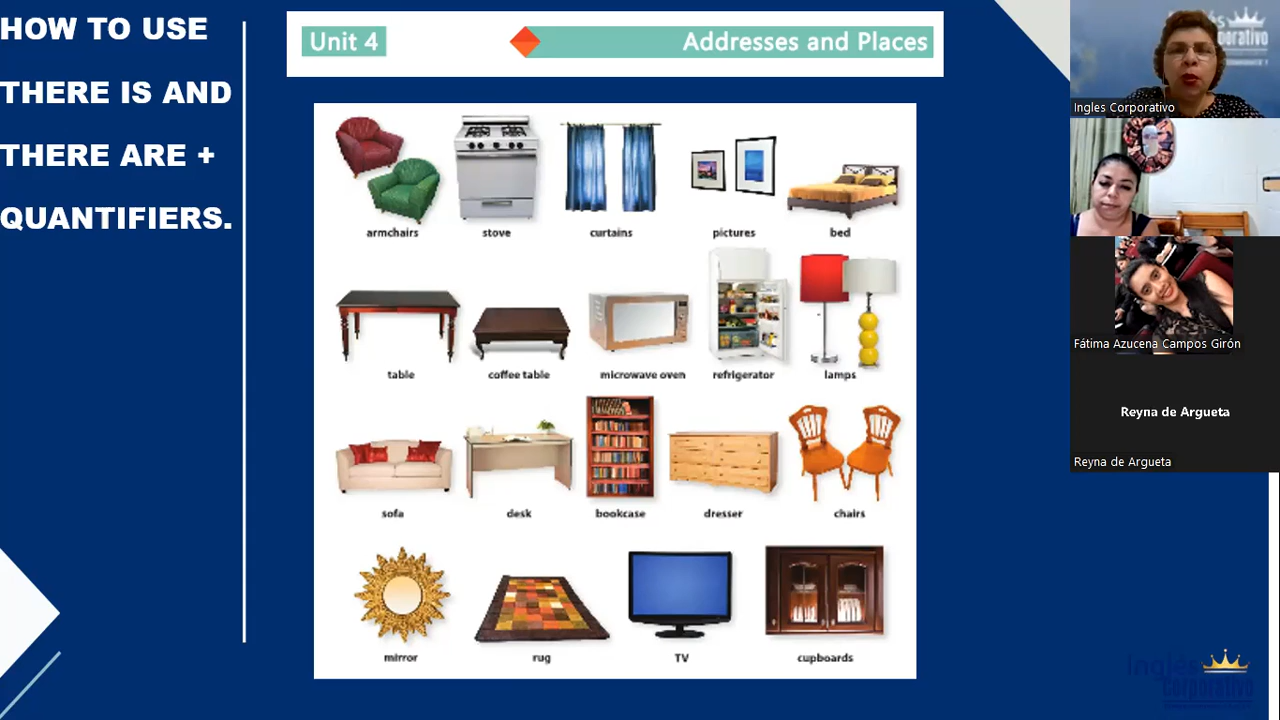 HOW TO USE
THERE IS AND
THERE ARE +
QUANTIFIERS.
Unit 4
Addresses and Places
armchairs
stove
curtains
pictures
bed
table
coffee table
microwave oven
refrigerator
lamps
sofa
desk
bookcase
dresser
chairs
mirror
rug
TV
cupboards
Ingles Corporativo
Fátima Azucena Campos Girón
Reyna de Argueta
Reyna de Argueta
Inglés
Corporativo